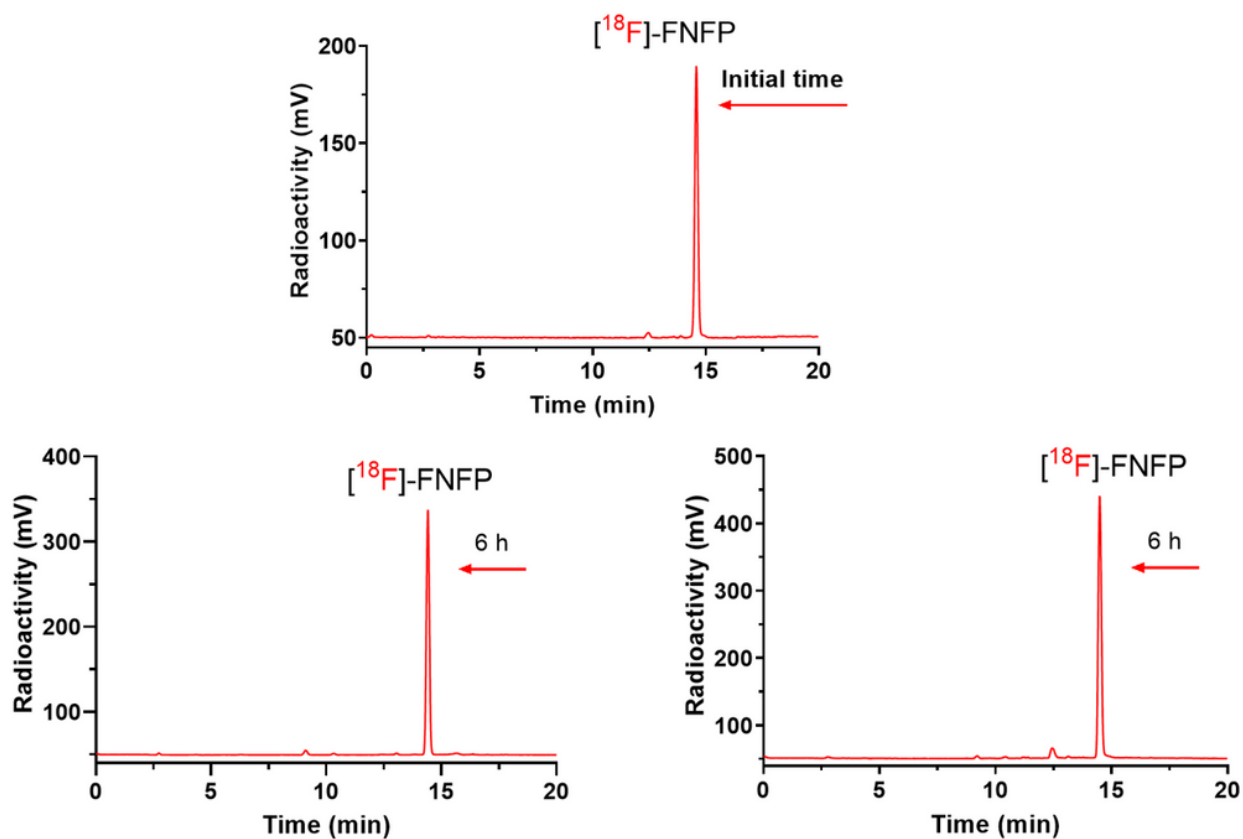 [¹⁸F]-FNFP
Initial time
200
150
100
50
Radioactivity (mV)
0 5 10 15 20
Time (min)
400
300
200
100
Radioactivity (mV)
[¹⁸F]-FNFP
6 h
0 5 10 15 20
Time (min)
500
400
300
200
100
Radioactivity (mV)
[¹⁸F]-FNFP
6 h
0 5 10 15 20
Time (min)